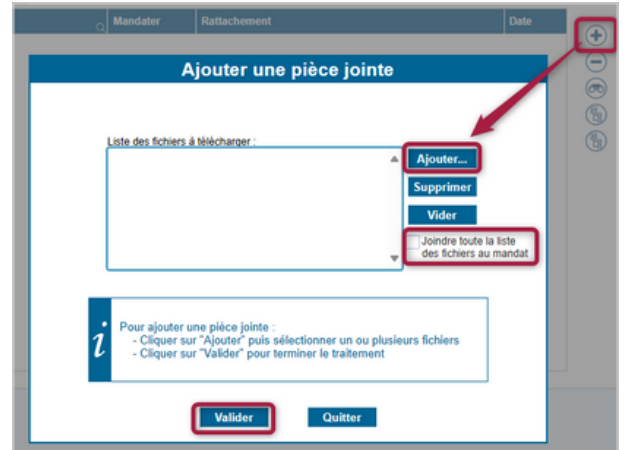 Mandater Rattachement Date
Ajouter une pièce jointe
Liste des fichiers à télécharger :
Ajouter...
Supprimer
Vider
Joindre toute la liste
des fichiers au mandat
i
Pour ajouter une pièce jointe :
- Cliquer sur "Ajouter" puis sélectionner un ou plusieurs fichiers
- Cliquer sur "Valider" pour terminer le traitement
Valider Quitter